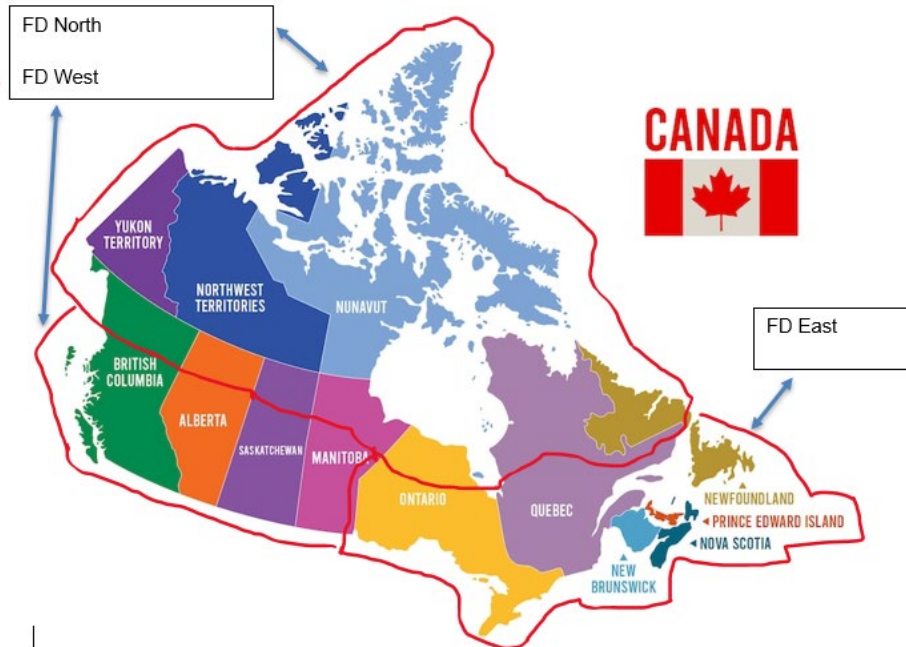 FD North
FD West
CANADA
YUKON
TERRITORY
NORTHWEST
TERRITORIES
NUNAVUT
FD East
BRITISH
COLUMBIA
ALBERTA
SASKATCHEWAN
MANITOBA
ONTARIO
QUEBEC
NEWFOUNDLAND
PRINCE EDWARD ISLAND
NOVA SCOTIA
NEW
BRUNSWICK